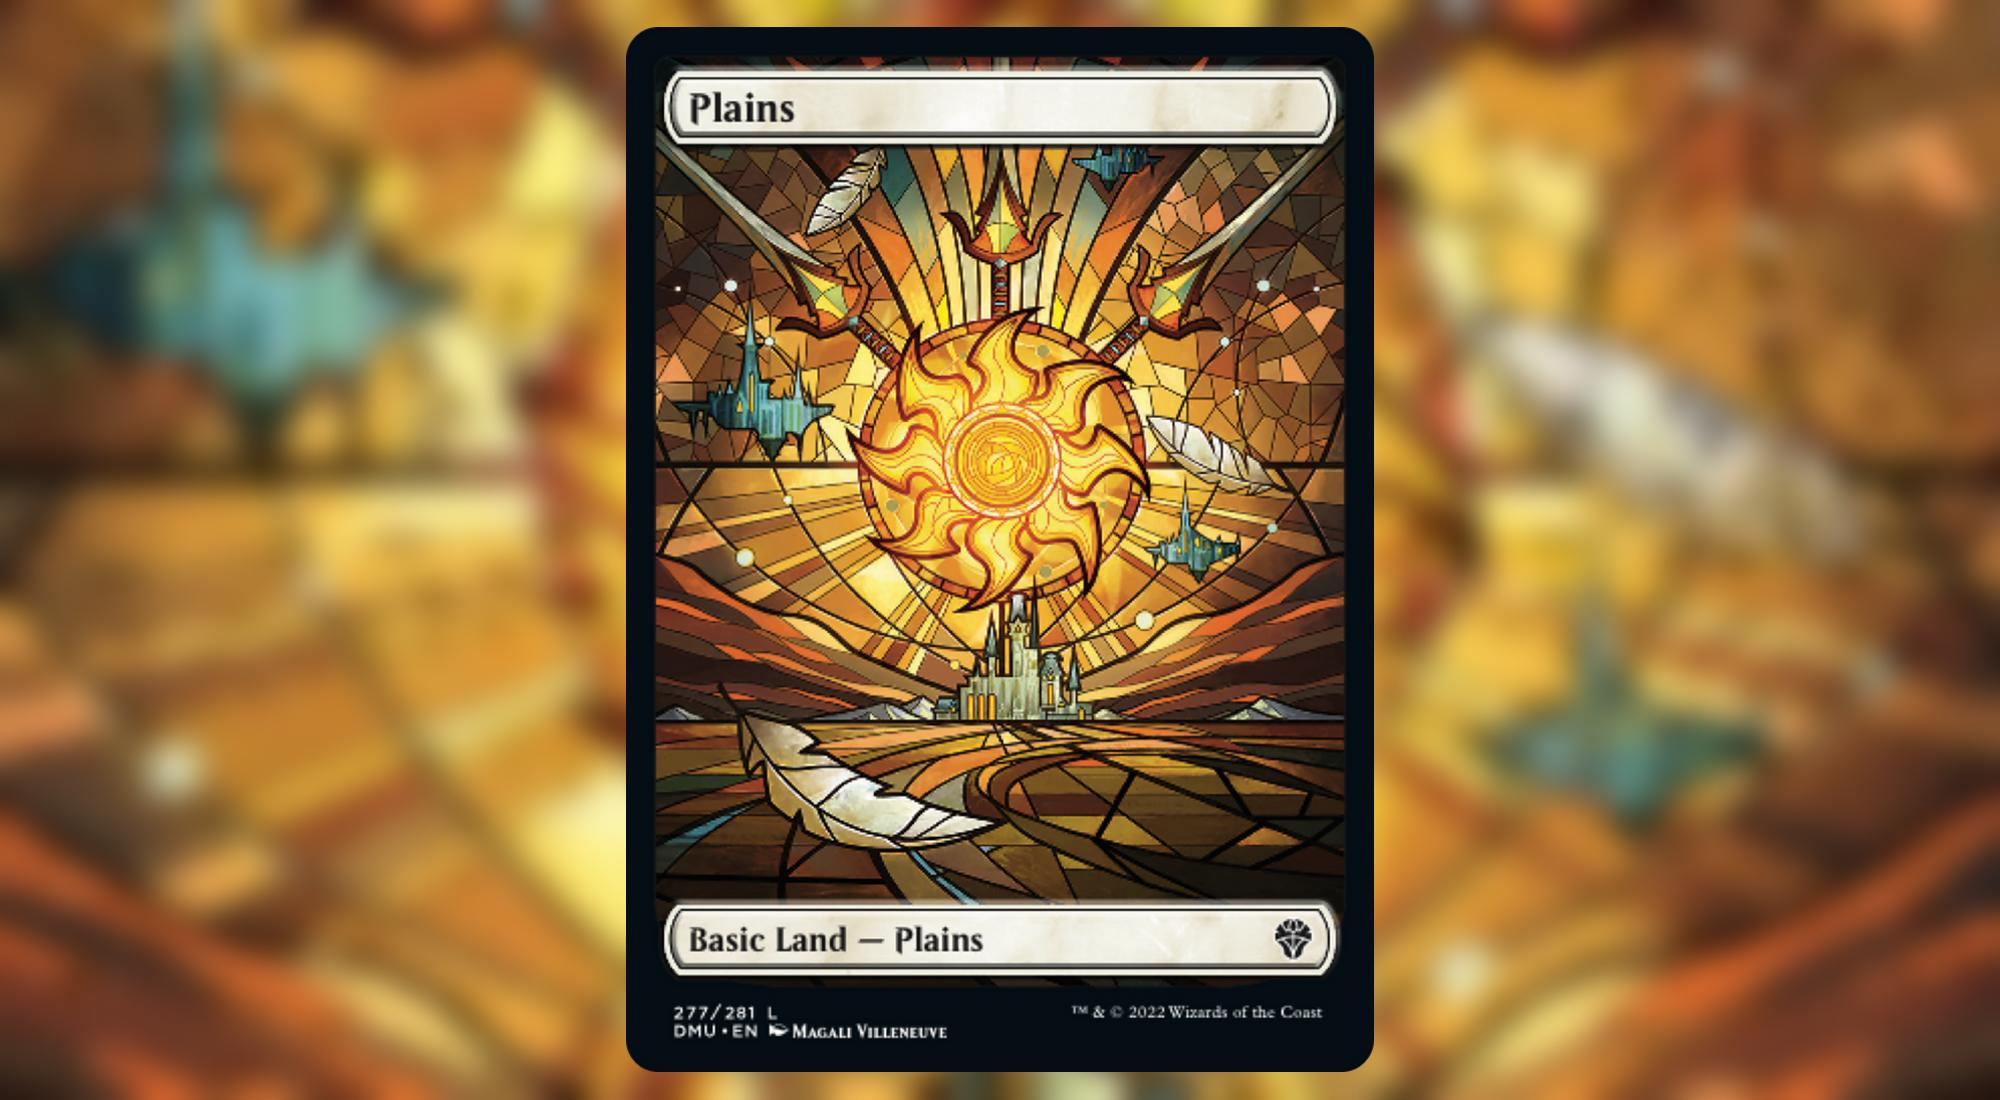 Plains
Basic Land — Plains
277/281 L
DMU • EN MAGALI VILLENEUVE
™ & © 2022 Wizards of the Coast